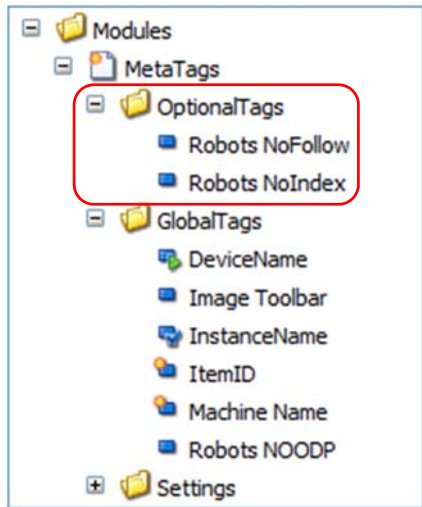 Modules
MetaTags
OptionalTags
Robots NoFollow
Robots NoIndex
GlobalTags
DeviceName
Image Toolbar
InstanceName
ItemID
Machine Name
Robots NOODP
Settings